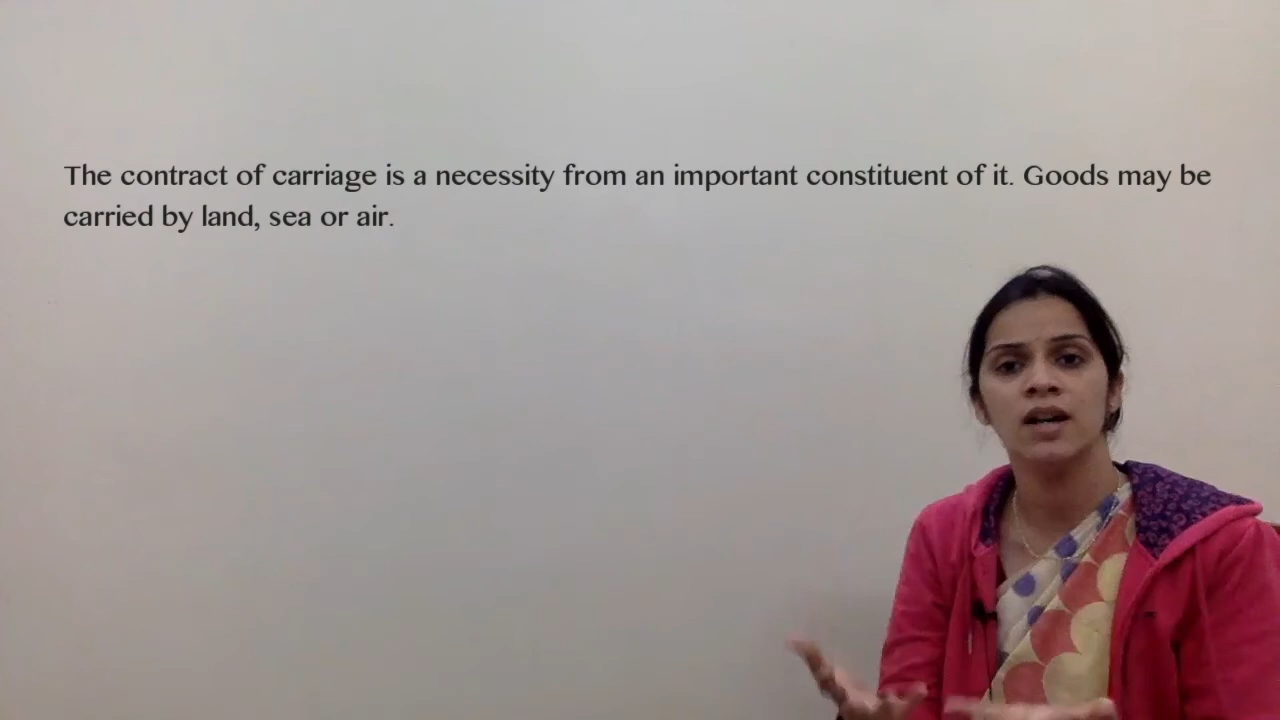 The contract of carriage is a necessity from an important constituent of it. Goods may be
carried by land, sea or air.